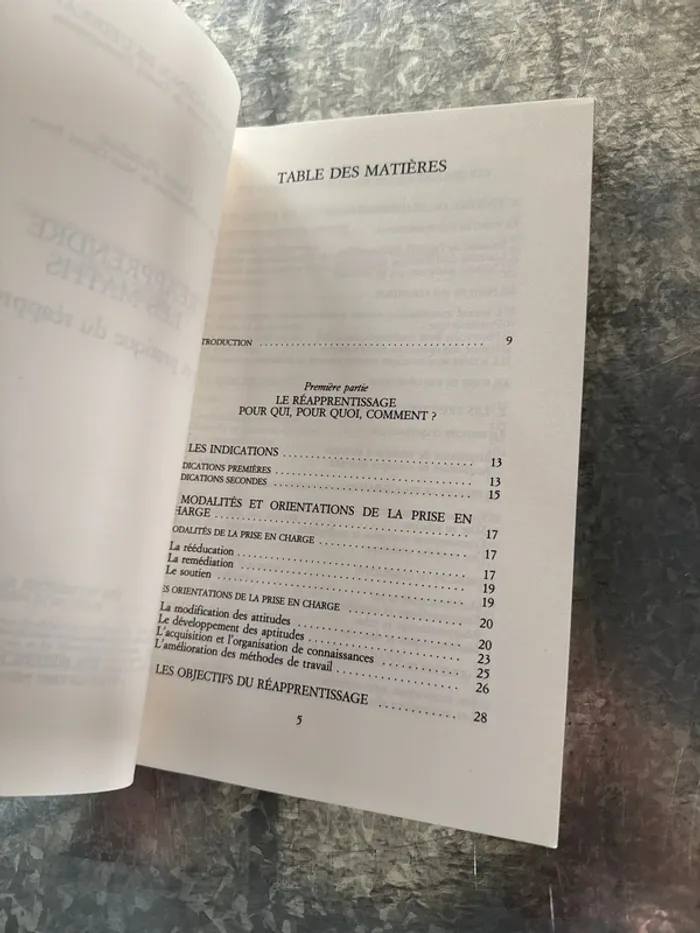 TABLE DES MATIÈRES
TRODUCTION ........................................ 9
Première partie
LE RÉAPPRENTISSAGE
POUR QUI, POUR QUOI, COMMENT ?
LES INDICATIONS .............................. 13
DICATIONS PREMIÈRES .............................. 13
DICATIONS SECONDES .............................. 15
MODALITÉS ET ORIENTATIONS DE LA PRISE EN
HARGE ........................................ 17
ODALITÉS DE LA PRISE EN CHARGE .................... 17
La rééducation .............................. 17
La remédiation .............................. 19
Le soutien .............................. 19
ES ORIENTATIONS DE LA PRISE EN CHARGE .................... 20
La modification des attitudes .................... 20
Le développement des aptitudes .................... 23
L'acquisition et l'organisation de connaissances .......... 25
L'amélioration des méthodes de travail .......... 26
LES OBJECTIFS DU RÉAPPRENTISSAGE .......... 28
5